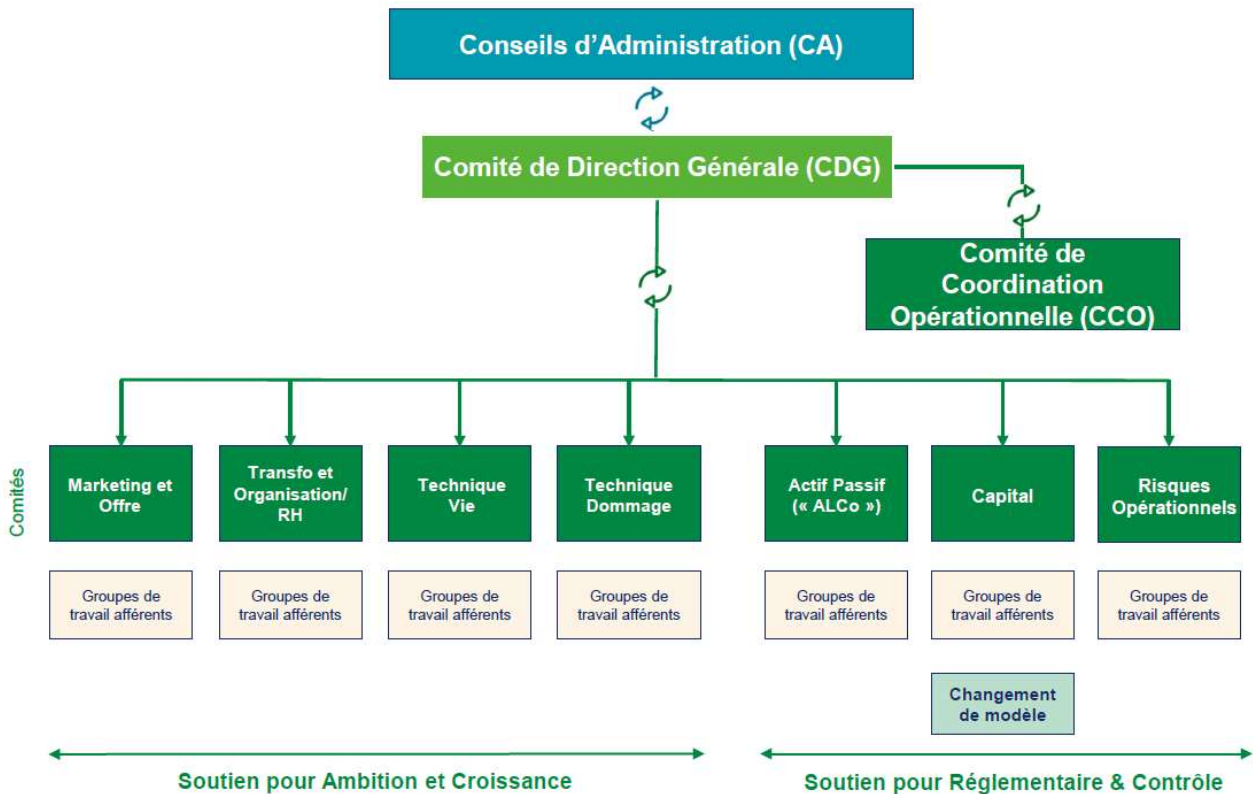 Conseils d'Administration (CA)
Comité de Direction Générale (CDG)
Comité de
Coordination
Opérationnelle (CCO)
Comités
Marketing et
Offre
Transfo et
Organisation/
RH
Technique
Vie
Technique
Dommage
Actif Passif
(« ALCo »)
Capital
Risques
Opérationnels
Groupes de
travail afférents
Groupes de
travail afférents
Groupes de
travail afférents
Groupes de
travail afférents
Groupes de
travail afférents
Groupes de
travail afférents
Groupes de
travail afférents
Changement
de modèle
Soutien pour Ambition et Croissance
Soutien pour Réglementaire & Contrôle